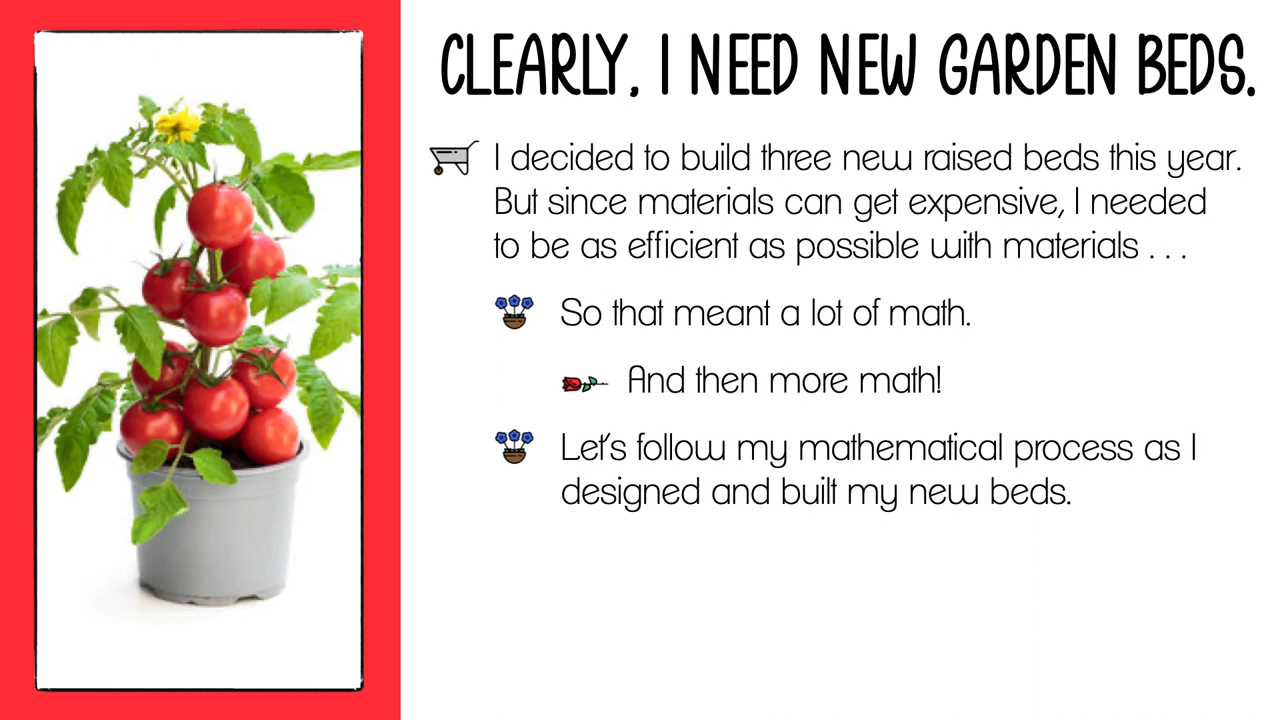 CLEARLY, I NEED NEW GARDEN BEDS.
I decided to build three new raised beds this year.
But since materials can get expensive, I needed
to be as efficient as possible with materials . . .
So that meant a lot of math.
And then more math!
Let's follow my mathematical process as I
designed and built my new beds.